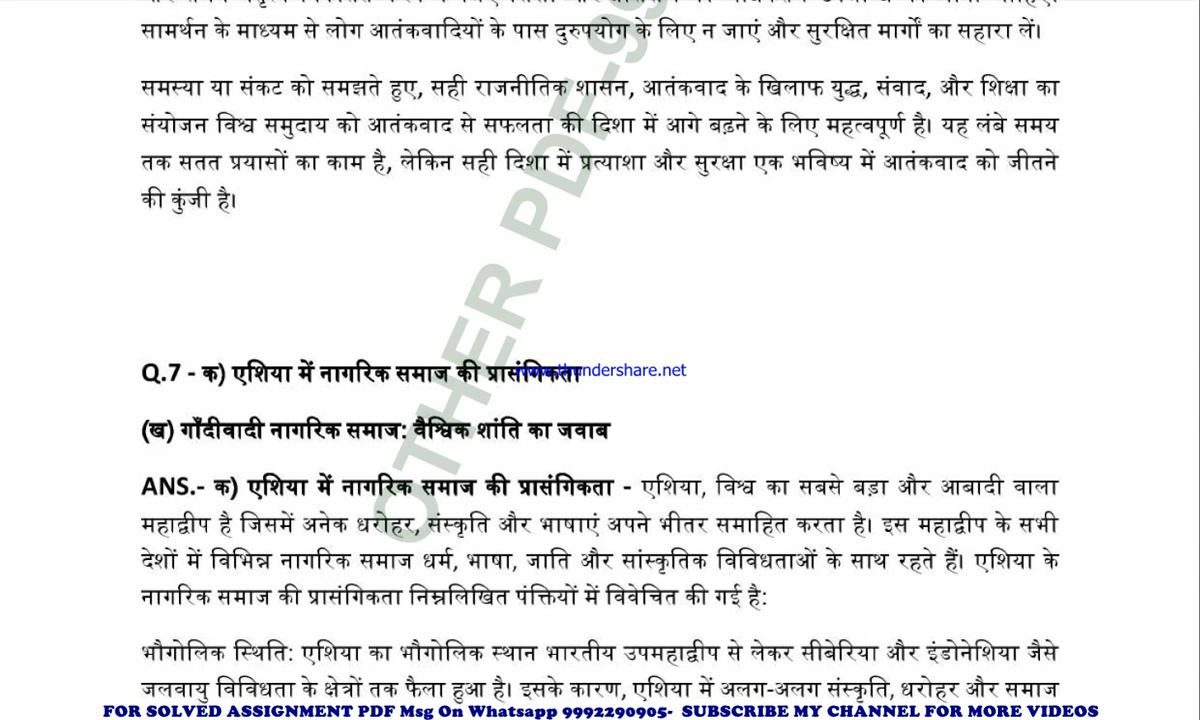 सामर्थन के माध्यम से लोग आतंकवादियों के पास दुरुपयोग के लिए न जाएं और सुरक्षित मार्गों का सहारा लें।
समस्या या संकट को समझते हुए, सही राजनीतिक शासन, आतंकवाद के खिलाफ युद्ध, संवाद, और शिक्षा का
संयोजन विश्व समुदाय को आतंकवाद से सफलता की दिशा में आगे बढ़ने के लिए महत्वपूर्ण है। यह लंबे समय
तक सतत प्रयासों का काम है, लेकिन सही दिशा में प्रत्याशा और सुरक्षा एक भविष्य में आतंकवाद को जीतने
की कुंजी है।
OTHER PDF-99
Q.7 - क) एशिया में नागरिक समाज की प्रासंगिकता
www.thundershare.net
(ख) गाँदीवादी नागरिक समाज: वैश्विक शांति का जवाब
ANS.- क) एशिया में नागरिक समाज की प्रासंगिकता - एशिया, विश्व का सबसे बड़ा और आबादी वाला
महाद्वीप है जिसमें अनेक धरोहर, संस्कृति और भाषाएं अपने भीतर समाहित करता है। इस महाद्वीप के सभी
देशों में विभिन्न नागरिक समाज धर्म, भाषा, जाति और सांस्कृतिक विविधताओं के साथ रहते हैं। एशिया के
नागरिक समाज की प्रासंगिकता निम्नलिखित पंक्तियों में विवेचित की गई है:
भौगोलिक स्थिति: एशिया का भौगोलिक स्थान भारतीय उपमहाद्वीप से लेकर सीबेरिया और इंडोनेशिया जैसे
जलवायु विविधता के क्षेत्रों तक फैला हुआ है। इसके कारण, एशिया में अलग-अलग संस्कृति, धरोहर और समाज
FOR SOLVED ASSIGNMENT PDF Msg On Whatsapp 9992290905- SUBSCRIBE MY CHANNEL FOR MORE VIDEOS